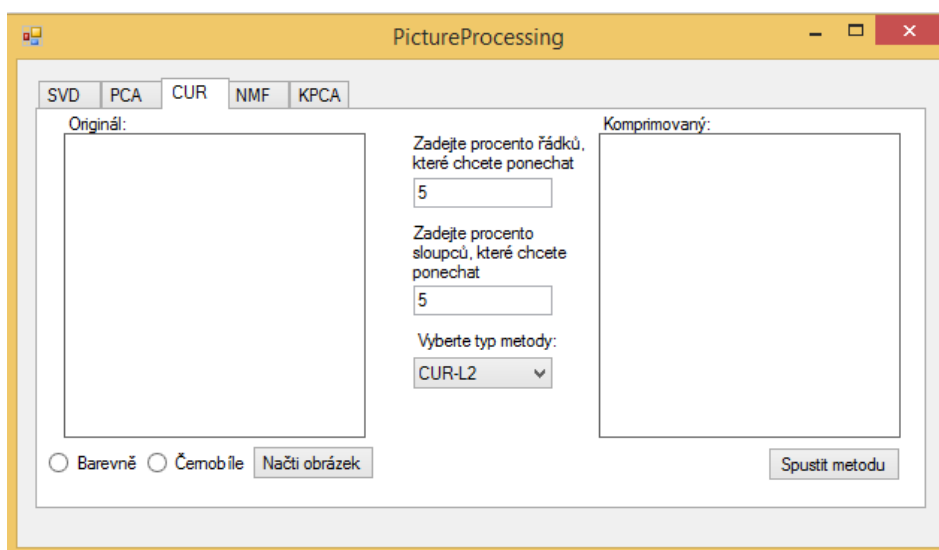 PictureProcessing
SVD PCA CUR NMF KPCA
Originál:
Zadejte procento řádků,
které chcete ponechat
5
Zadejte procento
sloupců, které chcete
ponechat
5
Vyberte typ metody:
CUR-L2
Komprimovaný:
Barevně Černobíle Načti obrázek
Spustit metodu